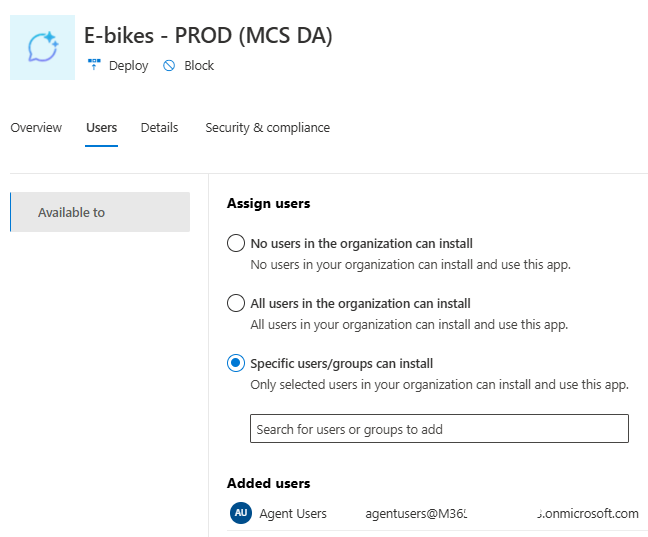 E-bikes - PROD (MCS DA)
Deploy Block
Overview Users Details Security & compliance
Available to
Assign users
No users in the organization can install
No users in your organization can install and use this app.
All users in the organization can install
All users in your organization can install and use this app.
Specific users/groups can install
Only selected users in your organization can install and use this app.
Search for users or groups to add
Added users
AU Agent Users agentusers@M365 .onmicrosoft.com